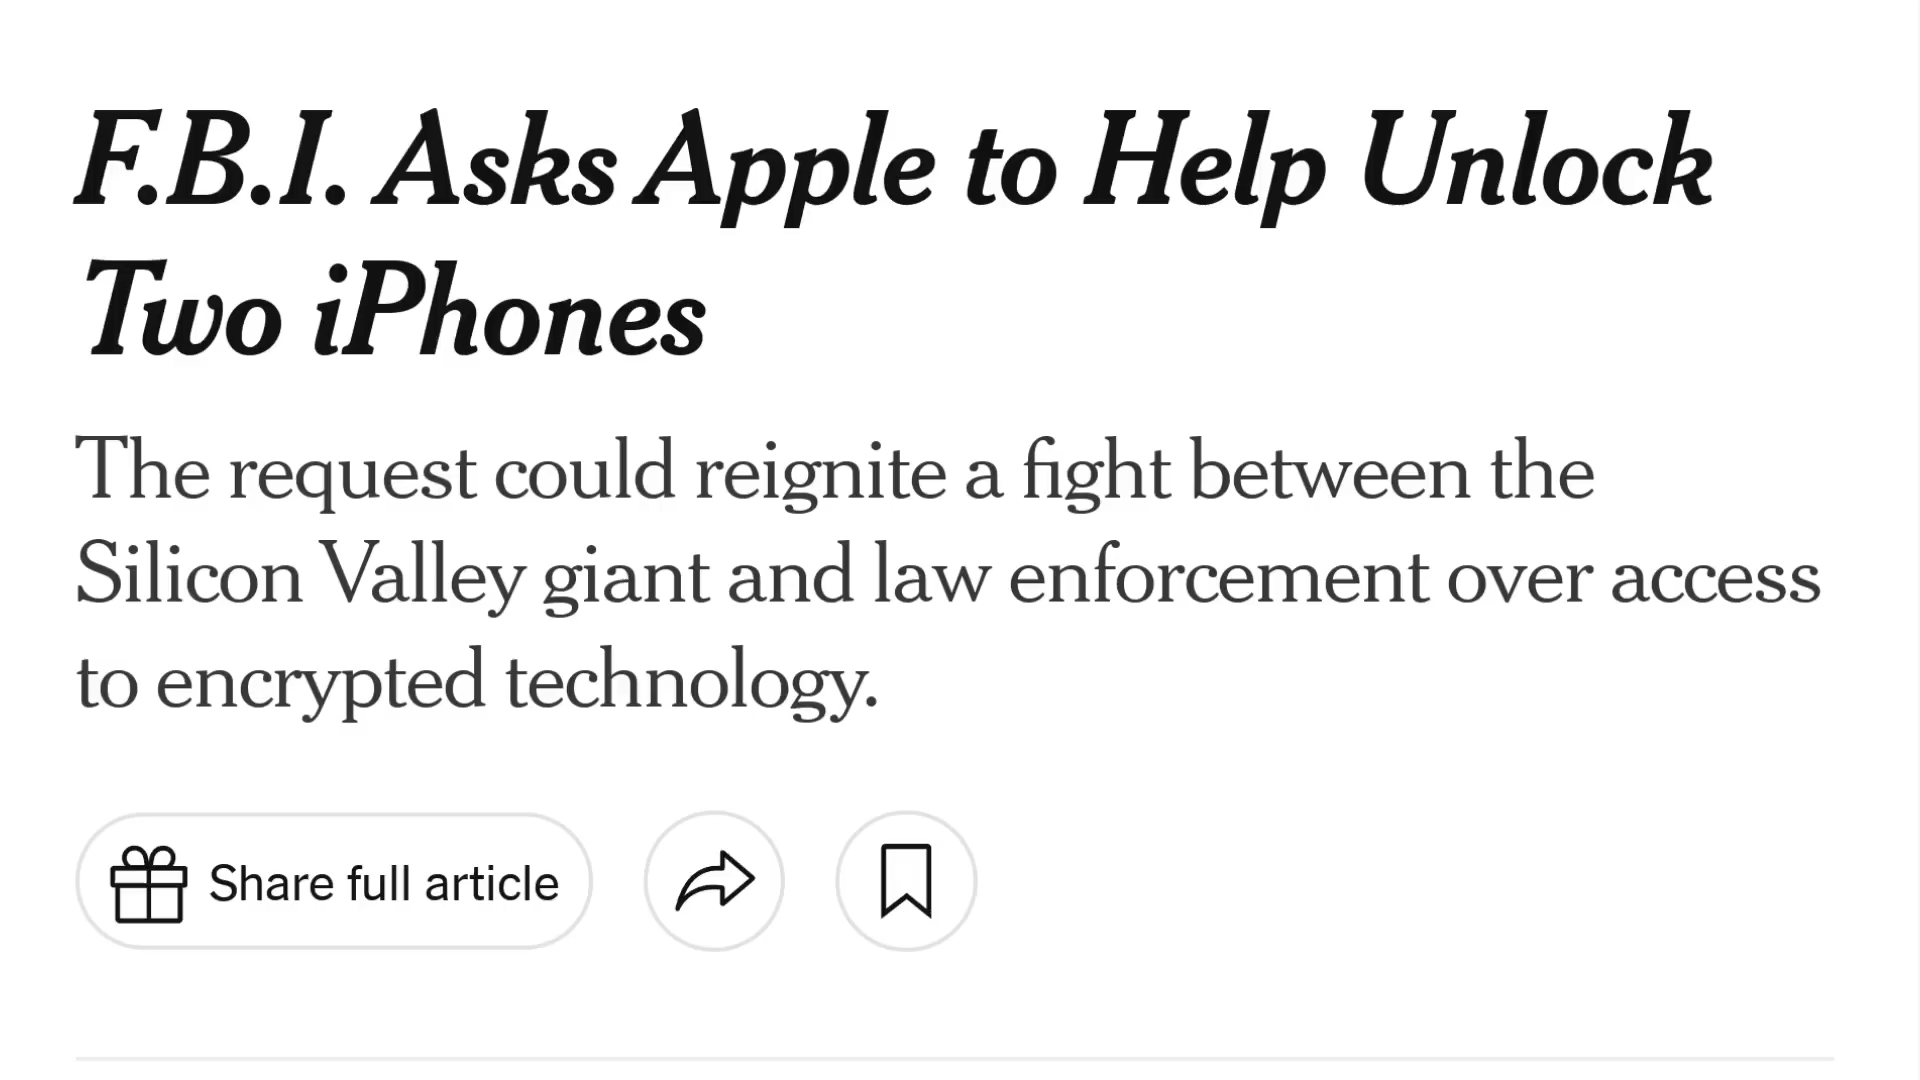 F.B.I. Asks Apple to Help Unlock
Two iPhones
The request could reignite a fight between the
Silicon Valley giant and law enforcement over access
to encrypted technology.
Share full article